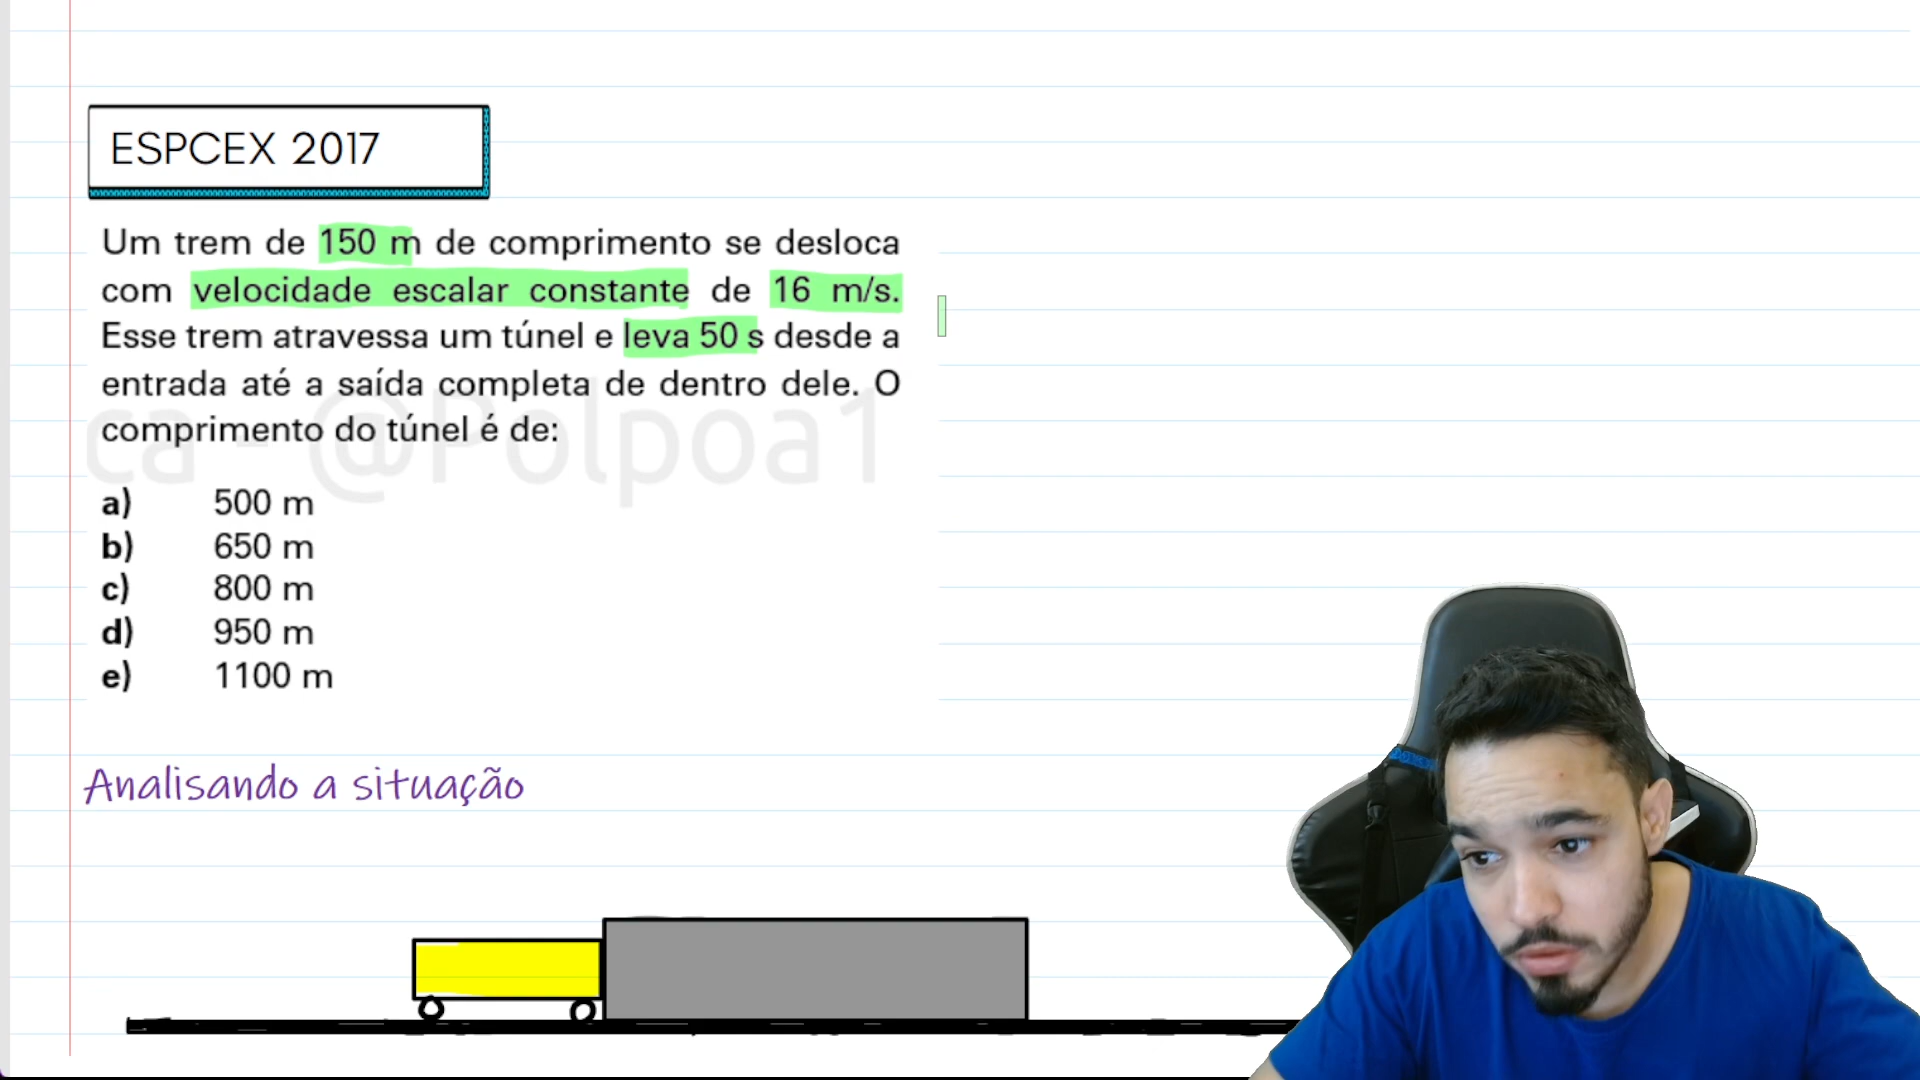 ESPCEX 2017
Um trem de 150 m de comprimento se desloca
com velocidade escalar constante de 16 m/s.
Esse trem atravessa um túnel e leva 50 s desde a
entrada até a saída completa de dentro dele. O
comprimento do túnel é de:
ca - @Polpoa1
a) 500 m
b) 650 m
c) 800 m
d) 950 m
e) 1100 m
Analisando a situação